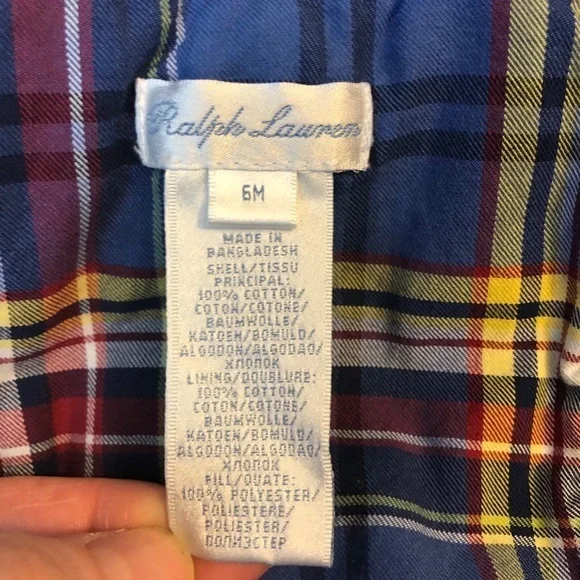 Ralph Lauren
6M
MADE IN
BANGLADESH
SHELL/TISSU
PRINCIPAL:
100% COTTON/
COTON/COTONE/
BAUMWOLLE/
KATOEN/BOMULD/
ALGODON/ALGODAO/
ХЛОПОК
LINING/DOUBLURE:
100% COTTON/
COTON/COTONE/
BAUMWOLLE/
KATOEN/BOMULD/
ALGODON/ALGODAO/
ХЛОПОК
FILL/OUATE:
100% POLYESTER/
POLIESTERE/
POLIESTER/
ПОЛИЭСТЕР